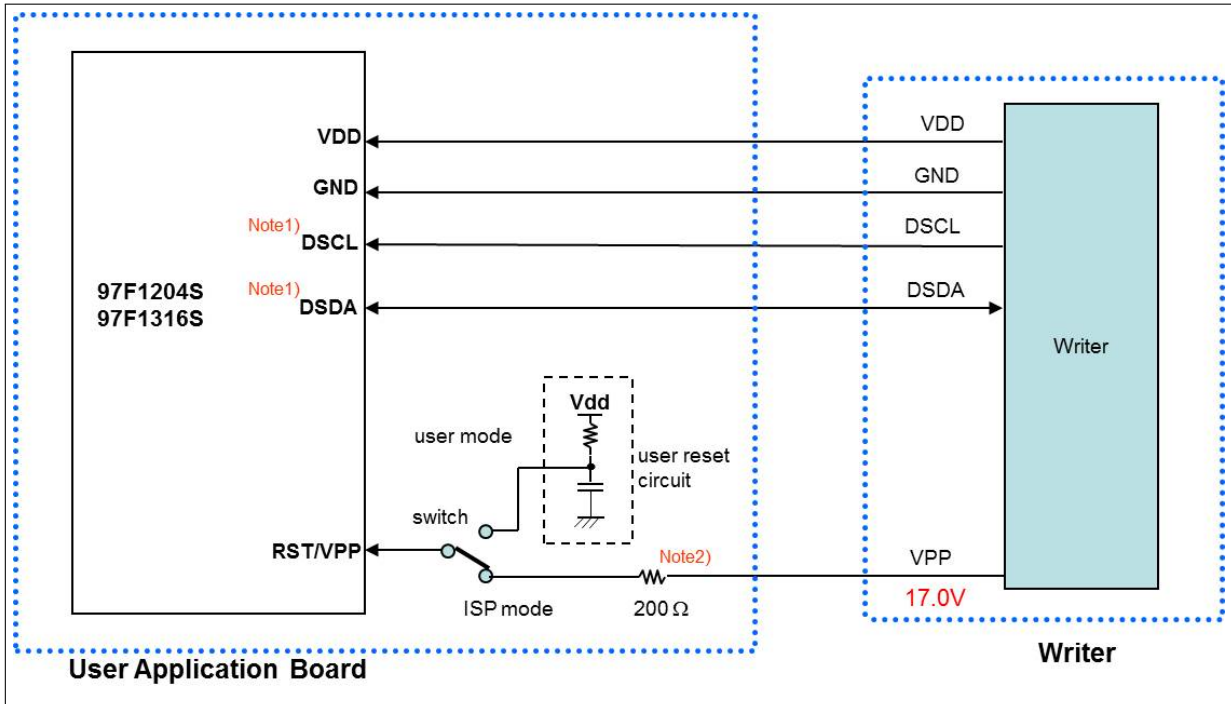 VDD
VDD
GND
GND
Note1)
DSCL
DSCL
97F1204S
97F1316S
Note1)
DSDA
DSDA
Writer
Vdd
user mode
user reset
circuit
switch
RST/VPP
Note2)
VPP
ISP mode
200 Ω
17.0V
User Application Board
Writer